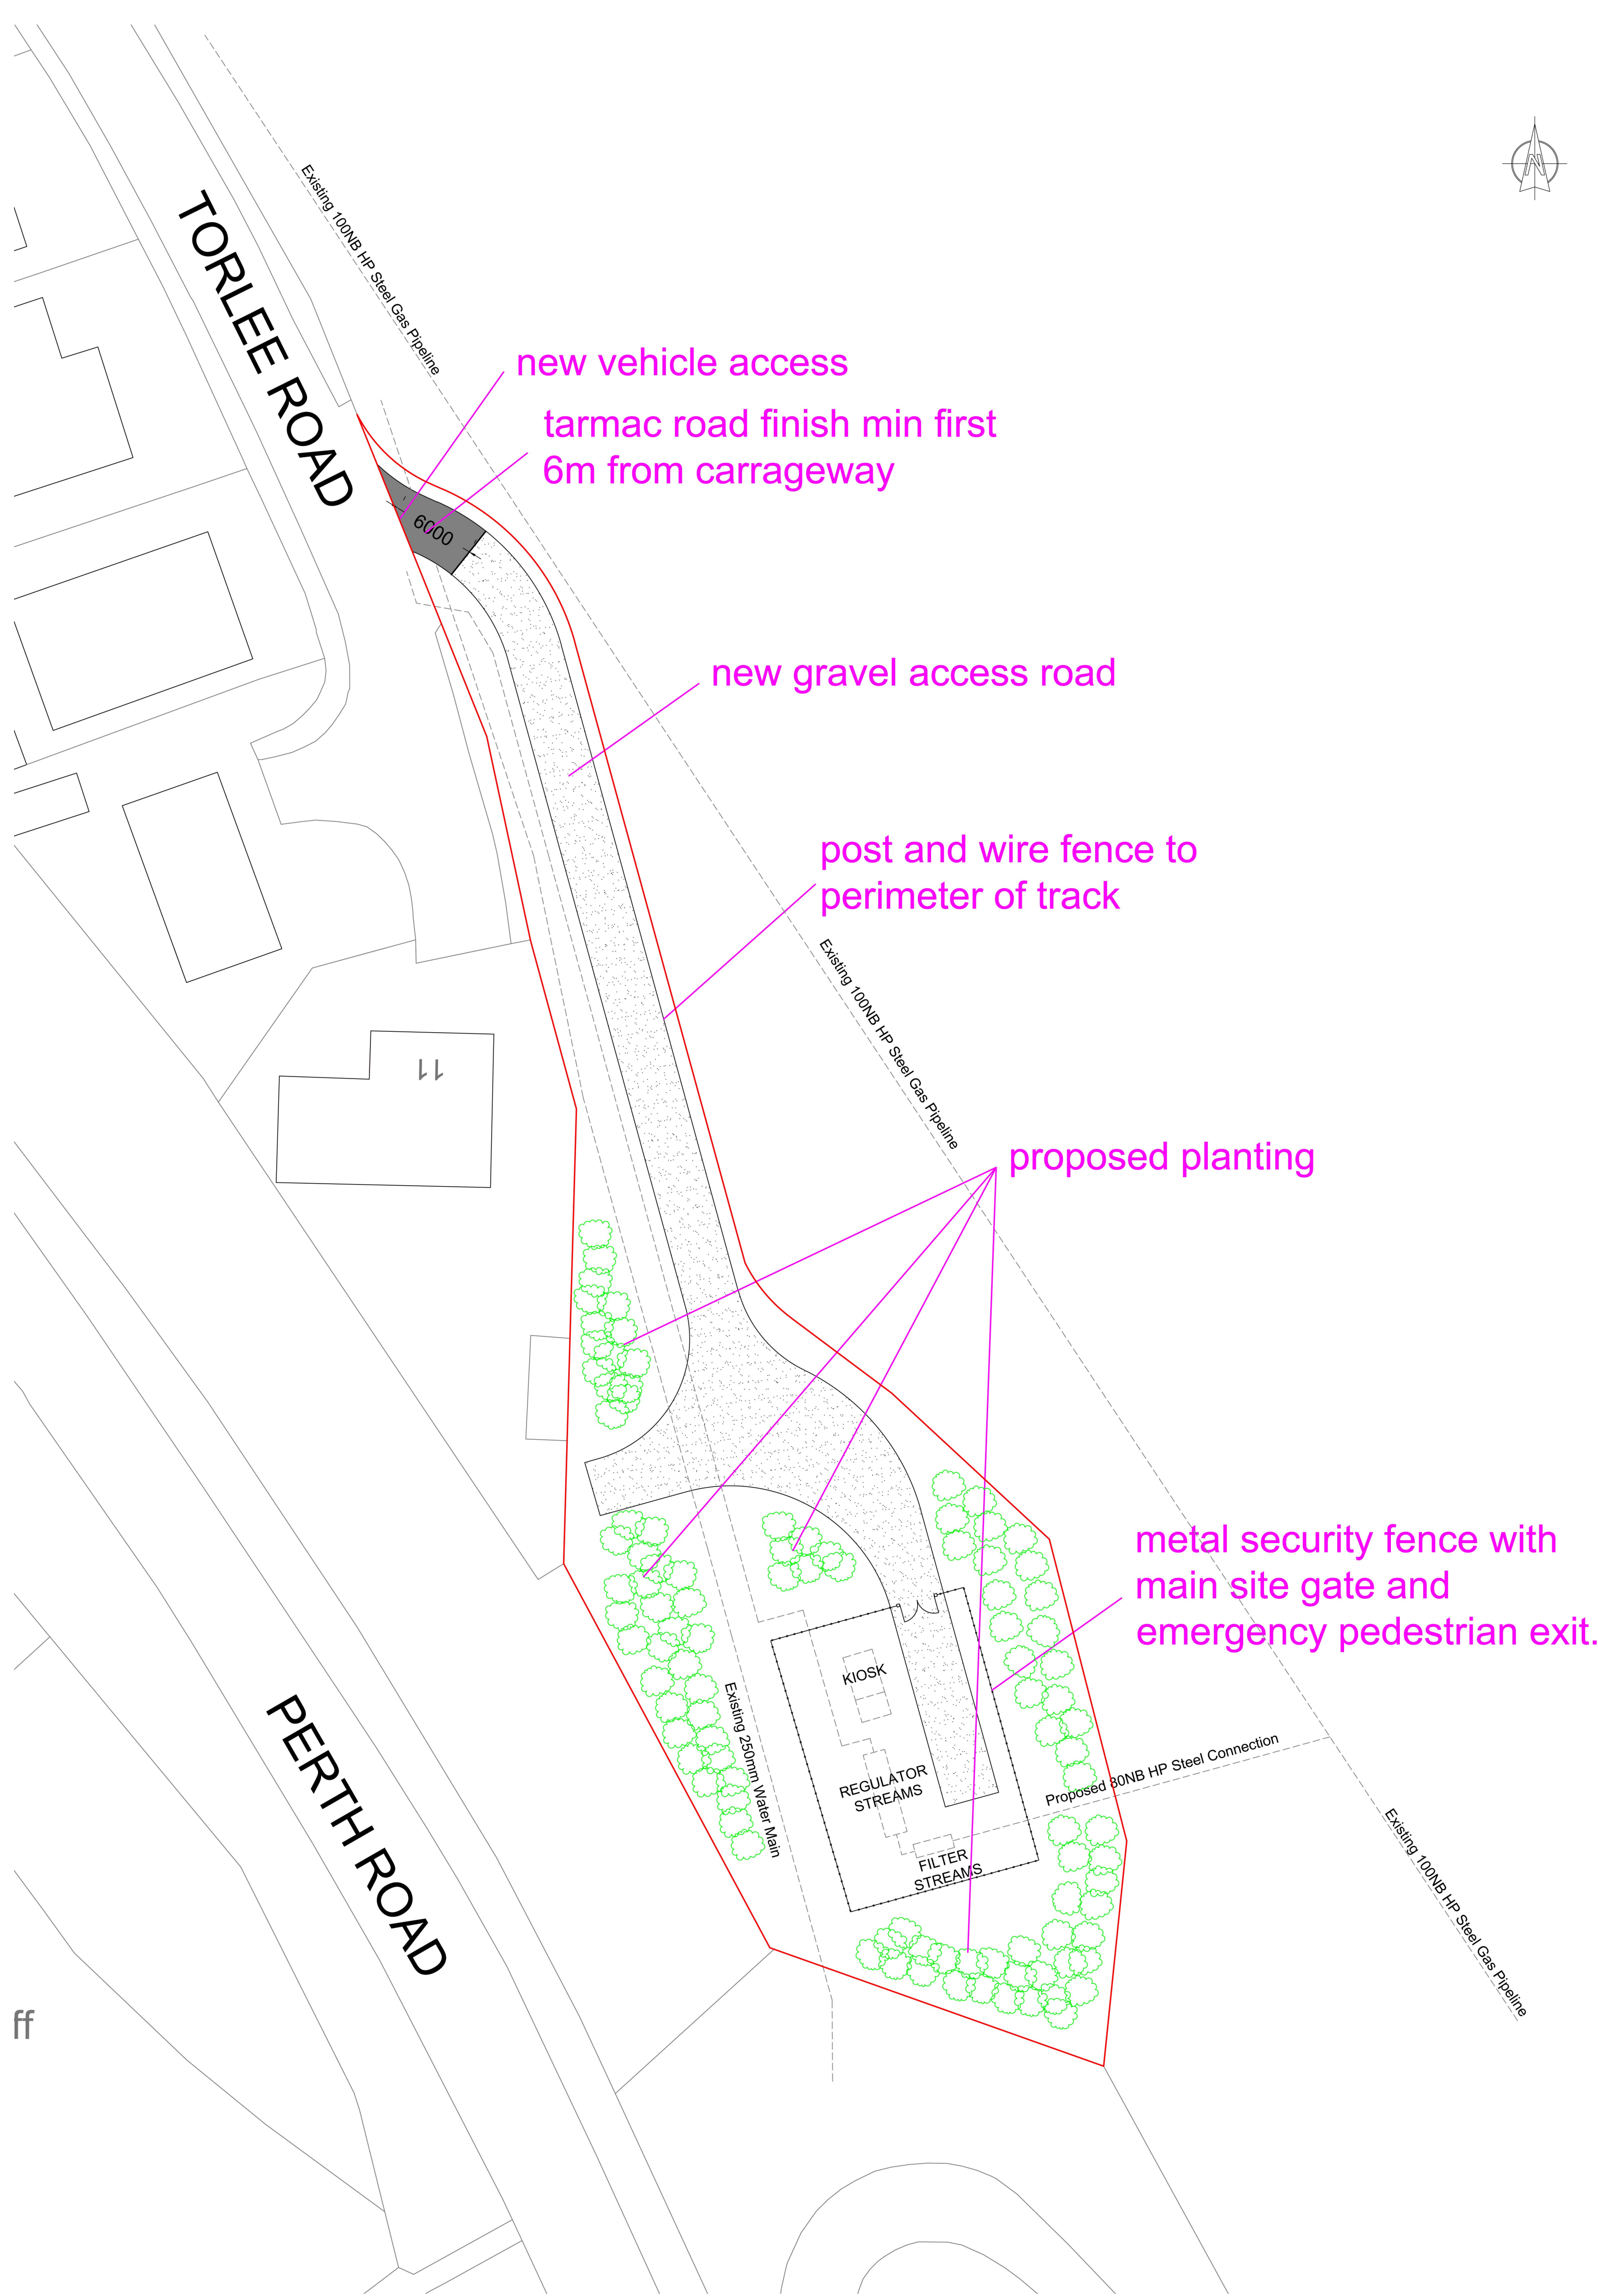 N
Existing 100NB HP Steel Gas Pipeline
TORLEE ROAD
new vehicle access
tarmac road finish min first
6m from carrageway
6000
new gravel access road
post and wire fence to
perimeter of track
Existing 100NB HP Steel Gas Pipeline
11
proposed planting
metal security fence with
main site gate and
emergency pedestrian exit.
KIOSK
Existing 250mm Water Main
PERTH ROAD
REGULATOR
STREAMS
Proposed 80NB HP Steel Connection
FILTER
STREAMS
Existing 100NB HP Steel Gas Pipeline
ff